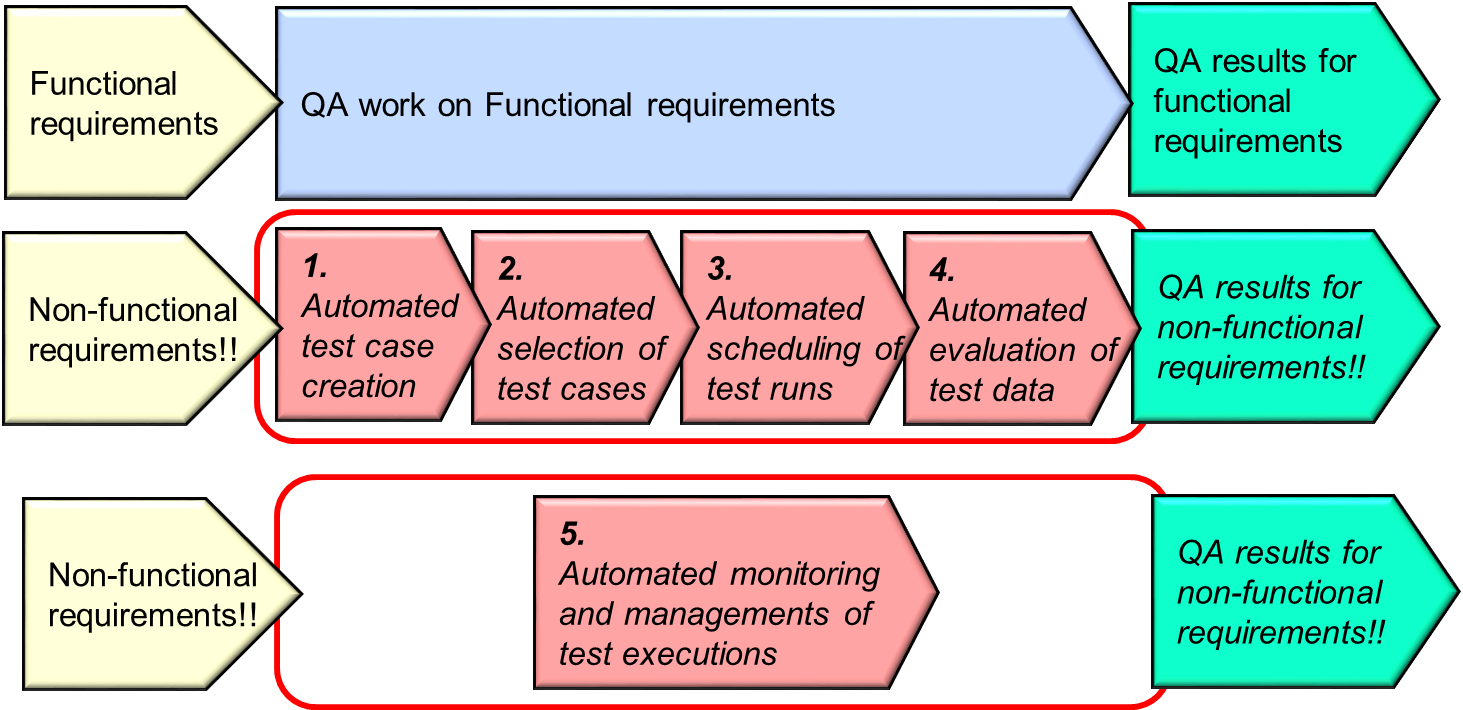 Functional
requirements
QA work on Functional requirements
QA results for
functional
requirements
Non-functional
requirements!!
1.
Automated
test case
creation
2.
Automated
selection of
test cases
3.
Automated
scheduling of
test runs
4.
Automated
evaluation of
test data
QA results for
non-functional
requirements!!
Non-functional
requirements!!
5.
Automated monitoring
and managements of
test executions
QA results for
non-functional
requirements!!